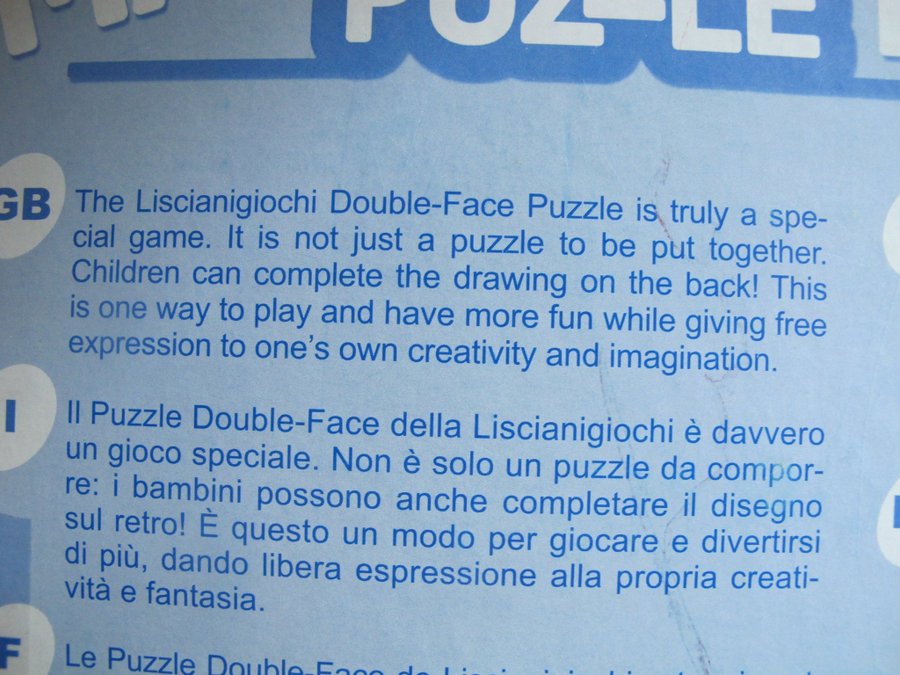 PUZZLE
GB
The Liscianigiochi Double-Face Puzzle is truly a spe-
cial game. It is not just a puzzle to be put together.
Children can complete the drawing on the back! This
is one way to play and have more fun while giving free
expression to one's own creativity and imagination.
I
Il Puzzle Double-Face della Liscianigiochi è davvero
un gioco speciale. Non è solo un puzzle da compor-
re: i bambini possono anche completare il disegno
sul retro! È questo un modo per giocare e divertirsi
di più, dando libera espressione alla propria creati-
vità e fantasia.
F
Le Puzzle Double-Face de